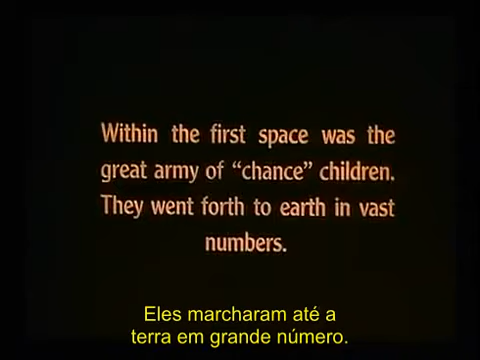 Within the first space was the
great army of “chance” children.
They went forth to earth in vast
numbers.
Eles marcharam até a
terra em grande número.